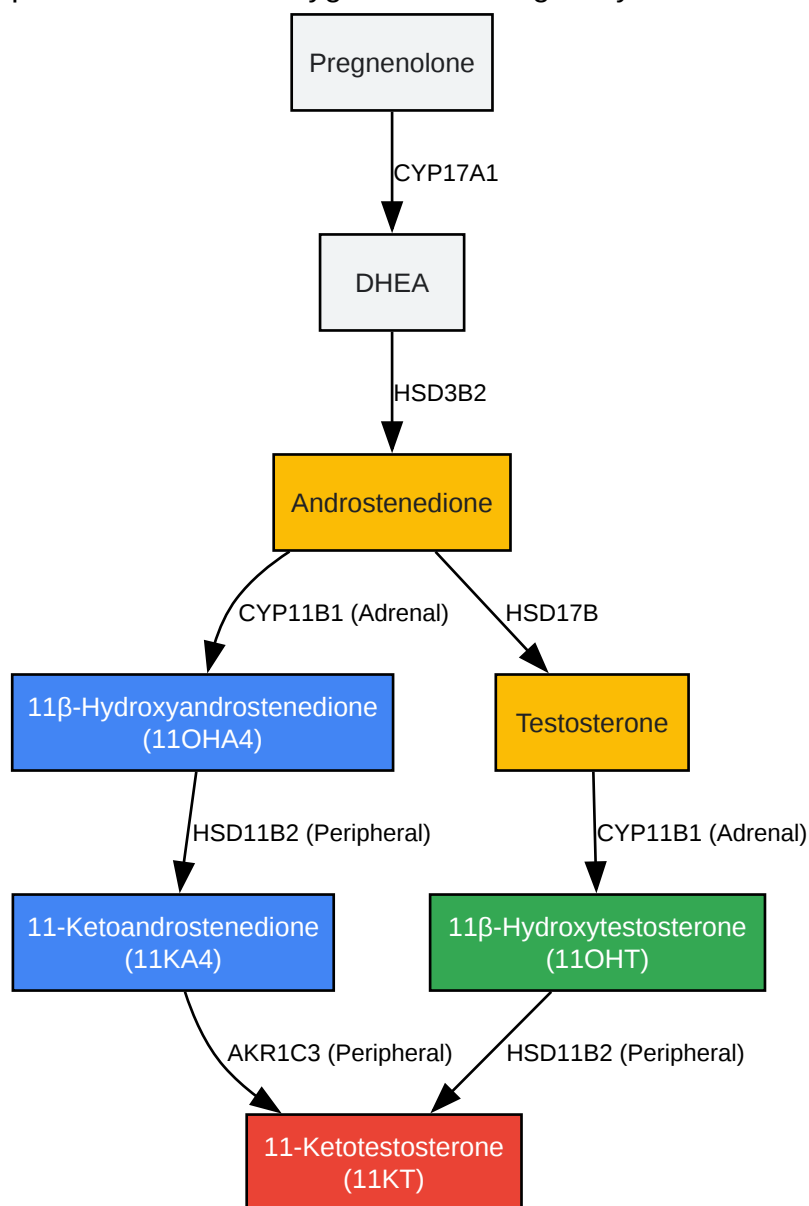 Pregnenolone
CYP17A1
DHEA
HSD3B2
Androstenedione
CYP11B1 (Adrenal)
HSD17B
11β-Hydroxyandrostenedione
(11OHA4)
Testosterone
HSD11B2 (Peripheral)
CYP11B1 (Adrenal)
11-Ketoandrostenedione
(11KA4)
11β-Hydroxytestosterone
(11OHT)
AKR1C3 (Peripheral)
HSD11B2 (Peripheral)
11-Ketotestosterone
(11KT)